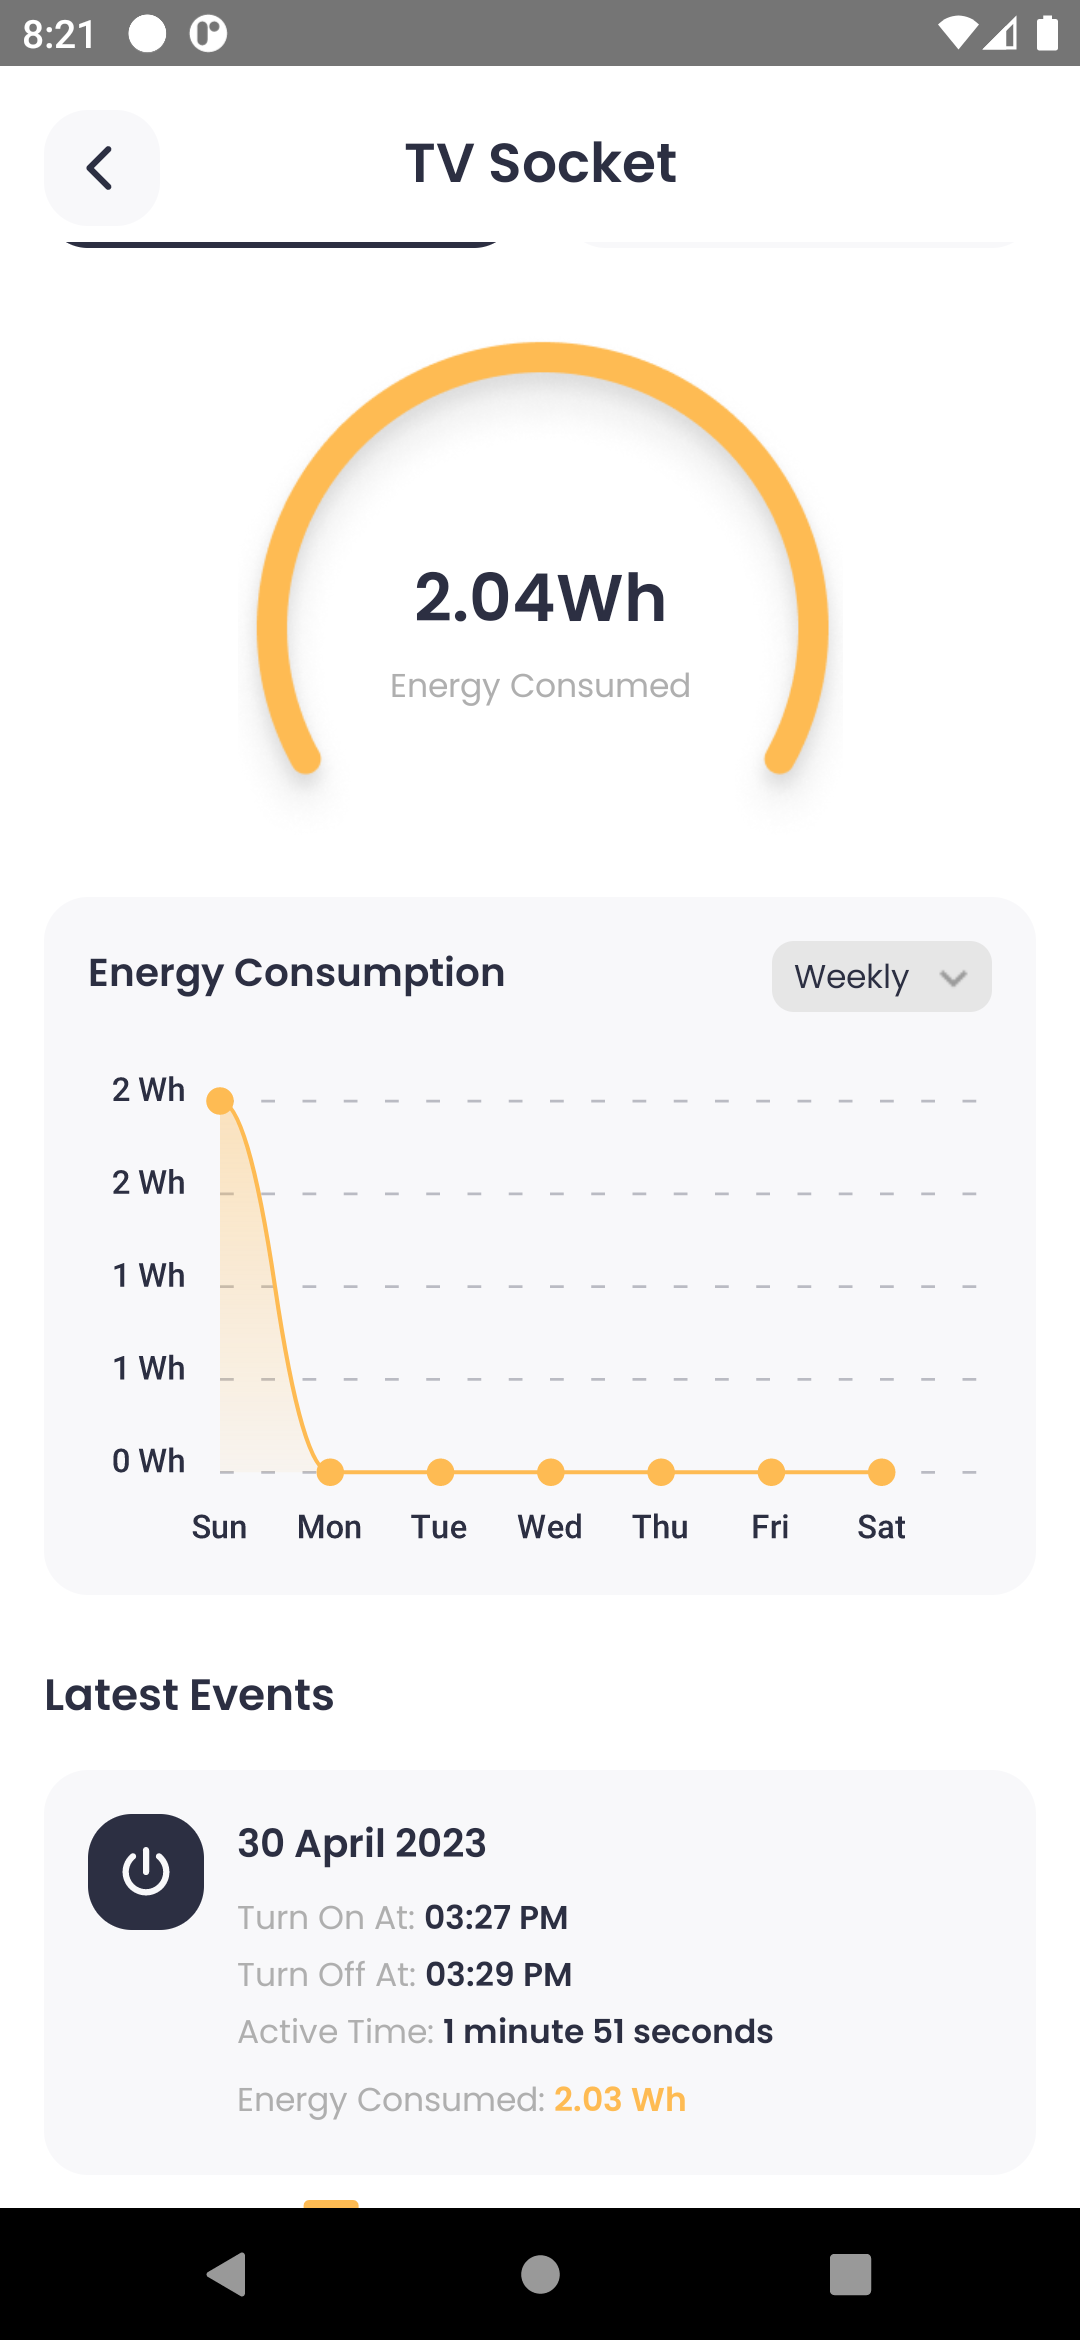 8:21
TV Socket
2.04Wh
Energy Consumed
Energy Consumption
Weekly
2 Wh
2 Wh
1 Wh
1 Wh
0 Wh
Sun Mon Tue Wed Thu Fri Sat
Latest Events
30 April 2023
Turn On At: 03:27 PM
Turn Off At: 03:29 PM
Active Time: 1 minute 51 seconds
Energy Consumed: 2.03 Wh